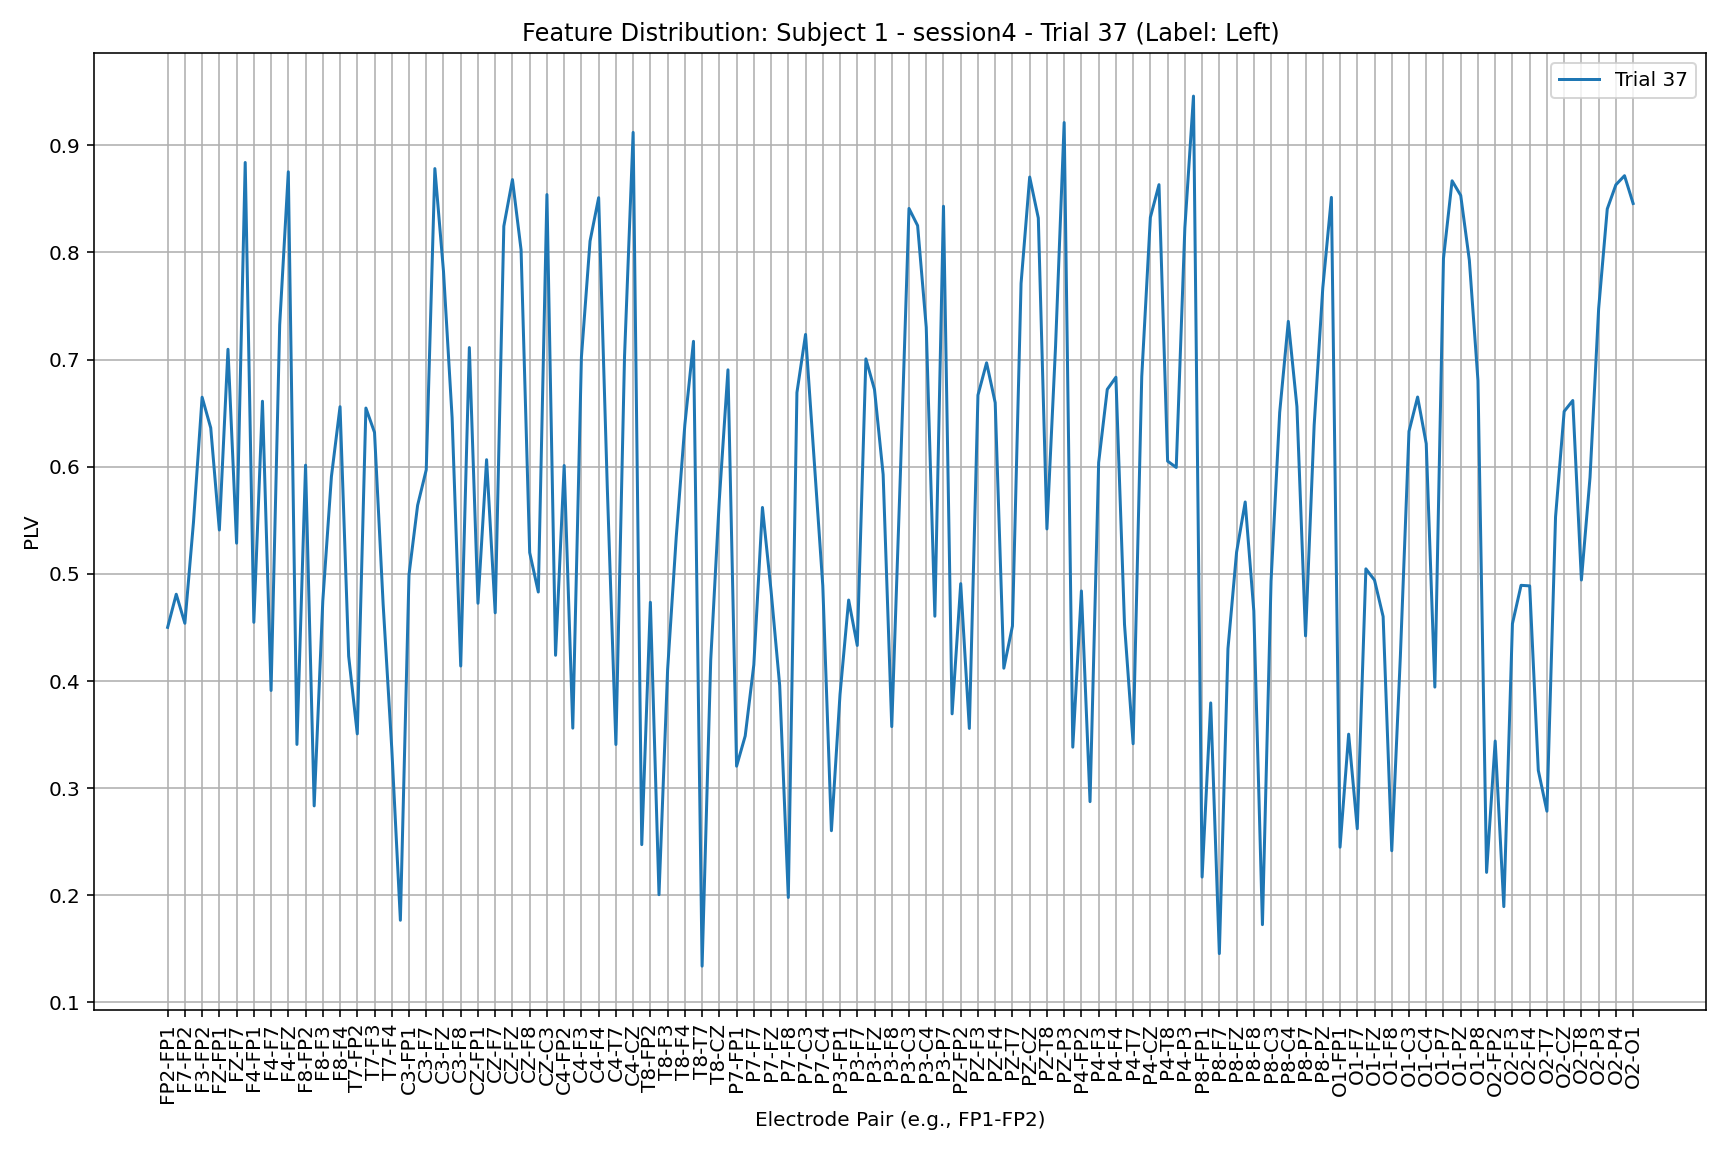 Feature Distribution: Subject 1 - session4 - Trial 37 (Label: Left)
Trial 37
PLV
0.9
0.8
0.7
0.6
0.5
0.4
0.3
0.2
0.1
FP2-FP1
F7-FP2
F3-FP2
FZ-FP1
FZ-F7
F4-FP1
F4-F7
F4-FZ
F8-FP2
F8-F3
F8-F4
T7-FP2
T7-F3
T7-F4
C3-FP1
C3-F7
C3-FZ
C3-F8
CZ-FP1
CZ-F7
CZ-FZ
CZ-F8
CZ-C3
C4-FP2
C4-F3
C4-F4
C4-T7
C4-CZ
T8-FP2
T8-F3
T8-F4
T8-T7
T8-CZ
P7-FP1
P7-F7
P7-FZ
P7-F8
P7-C3
P7-C4
P3-FP1
P3-F7
P3-FZ
P3-F8
P3-C3
P3-C4
P3-P7
PZ-FP2
PZ-F3
PZ-F4
PZ-T7
PZ-CZ
PZ-T8
PZ-P3
P4-FP2
P4-F3
P4-F4
P4-T7
P4-CZ
P4-T8
P4-P3
P8-FP1
P8-F7
P8-FZ
P8-F8
P8-C3
P8-C4
P8-P7
P8-PZ
O1-FP1
O1-F7
O1-FZ
O1-F8
O1-C3
O1-C4
O1-P7
O1-PZ
O1-P8
O2-FP2
O2-F3
O2-F4
O2-T7
O2-CZ
O2-T8
O2-P3
O2-P4
O2-O1
Electrode Pair (e.g., FP1-FP2)